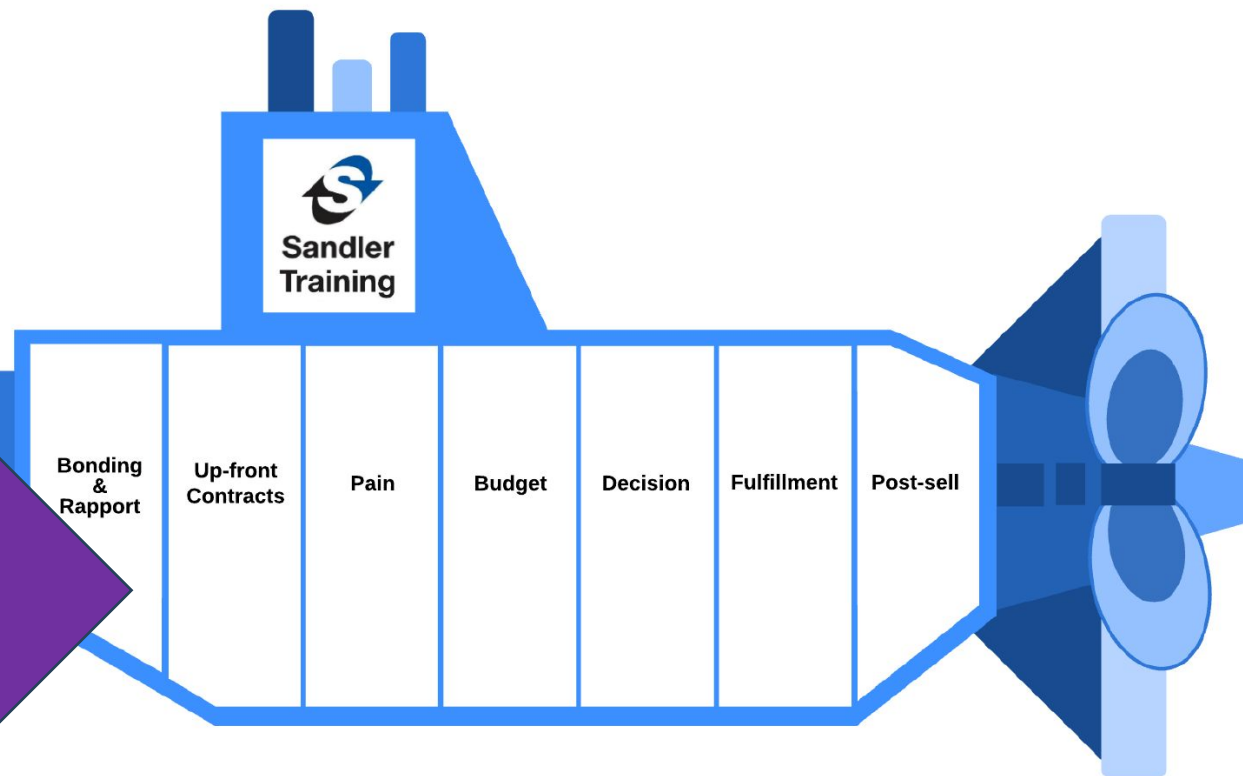 S
Sandler
Training
Bonding
&
Rapport
Up-front
Contracts
Pain
Budget
Decision
Fulfillment
Post-sell